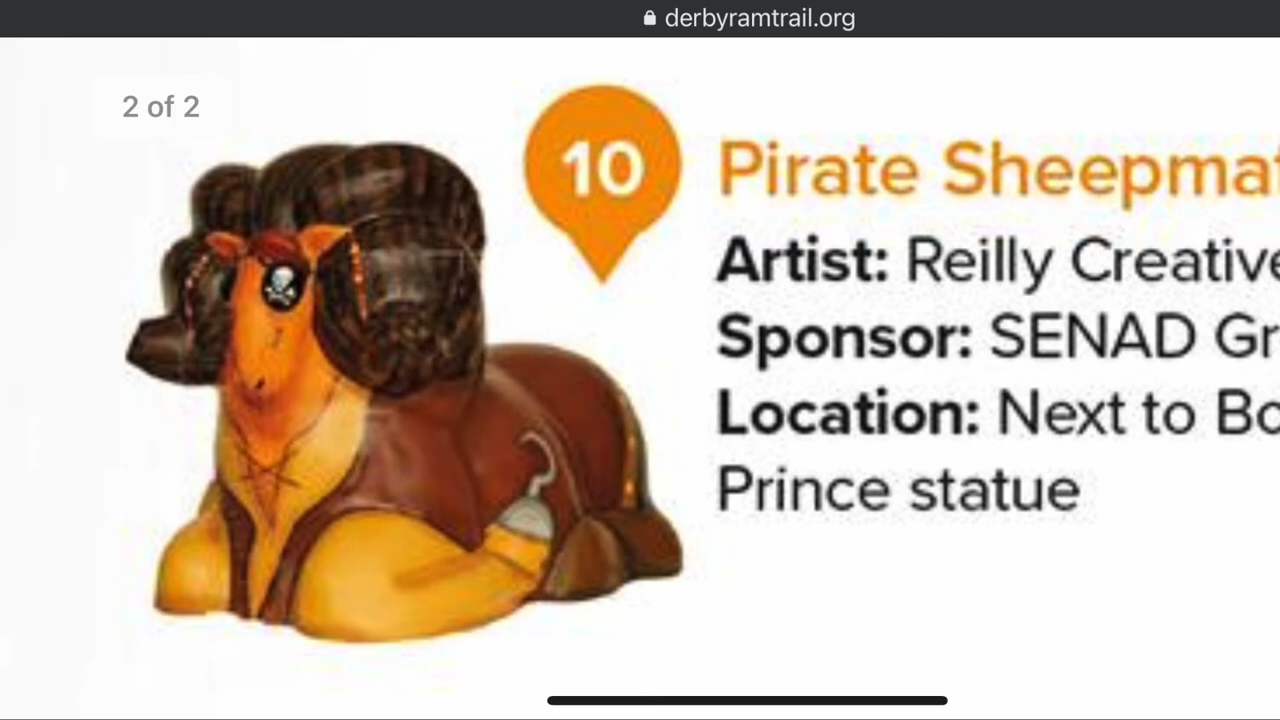 derbyramtrail.org
2 of 2
10
Pirate Sheepma
Artist: Reilly Creative
Sponsor: SENAD Gr
Location: Next to Bo
Prince statue